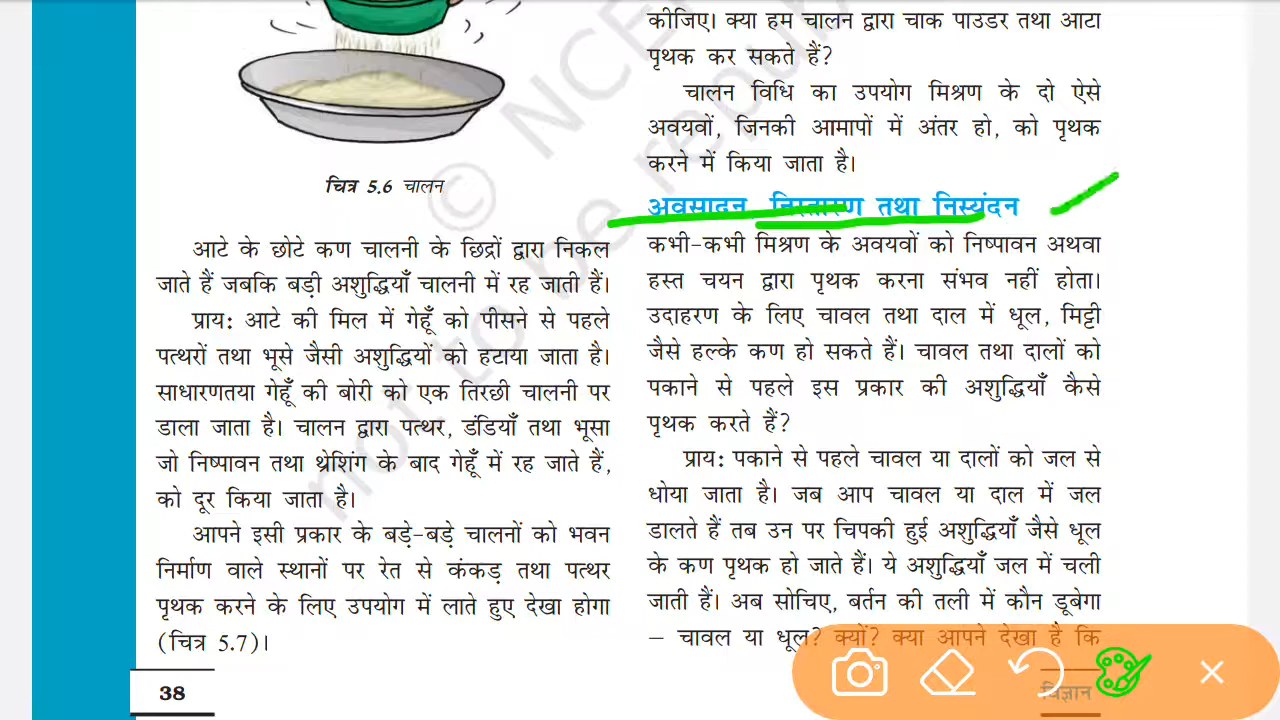 चित्र 5.6 चालन
आटे के छोटे कण चालनी के छिद्रों द्वारा निकल
जाते हैं जबकि बड़ी अशुद्धियाँ चालनी में रह जाती हैं।
प्राय: आटे की मिल में गेहूँ को पीसने से पहले
पत्थरों तथा भूसे जैसी अशुद्धियों को हटाया जाता है।
साधारणतया गेहूँ की बोरी को एक तिरछी चालनी पर
डाला जाता है। चालन द्वारा पत्थर, डंडियाँ तथा भूसा
जो निष्पावन तथा थ्रेशिंग के बाद गेहूँ में रह जाते हैं,
को दूर किया जाता है।
आपने इसी प्रकार के बड़े-बड़े चालनों को भवन
निर्माण वाले स्थानों पर रेत से कंकड़ तथा पत्थर
पृथक करने के लिए उपयोग में लाते हुए देखा होगा
(चित्र 5.7)।
38
कीजिए। क्या हम चालन द्वारा चाक पाउडर तथा आटा
पृथक कर सकते हैं?
चालन विधि का उपयोग मिश्रण के दो ऐसे
अवयवों, जिनकी आमापों में अंतर हो, को पृथक
करने में किया जाता है।
अवसादन, निस्तारण तथा निस्यंदन
कभी-कभी मिश्रण के अवयवों को निष्पावन अथवा
हस्त चयन द्वारा पृथक करना संभव नहीं होता।
उदाहरण के लिए चावल तथा दाल में धूल, मिट्टी
जैसे हल्के कण हो सकते हैं। चावल तथा दालों को
पकाने से पहले इस प्रकार की अशुद्धियाँ कैसे
पृथक करते हैं?
प्राय: पकाने से पहले चावल या दालों को जल से
धोया जाता है। जब आप चावल या दाल में जल
डालते हैं तब उन पर चिपकी हुई अशुद्धियाँ जैसे धूल
के कण पृथक हो जाते हैं। ये अशुद्धियाँ जल में चली
जाती हैं। अब सोचिए, बर्तन की तली में कौन डूबेगा
– चावल या धूल? क्यों? क्या आपने देखा है कि
विज्ञान
© NCE
not to be republ